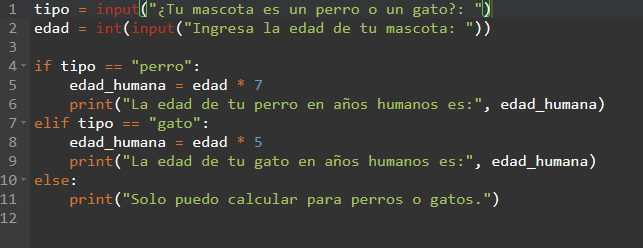 1 tipo = input("¿Tu mascota es un perro o un gato?: ")
2 edad = int(input("Ingresa la edad de tu mascota: "))
3
4 if tipo == "perro":
5     edad_humana = edad * 7
6     print("La edad de tu perro en años humanos es:", edad_humana)
7 elif tipo == "gato":
8     edad_humana = edad * 5
9     print("La edad de tu gato en años humanos es:", edad_humana)
10 else:
11     print("Solo puedo calcular para perros o gatos.")
12